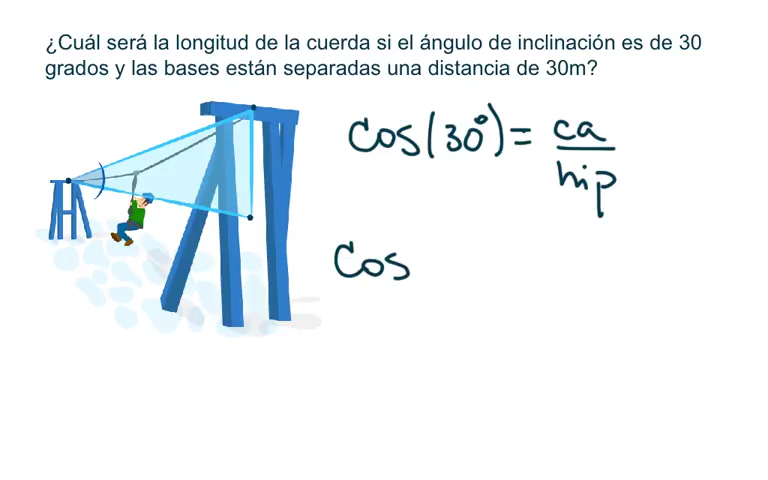 ¿Cuál será la longitud de la cuerda si el ángulo de inclinación es de 30
grados y las bases están separadas una distancia de 30m?
Cos(30°) = ca/hip
Cos